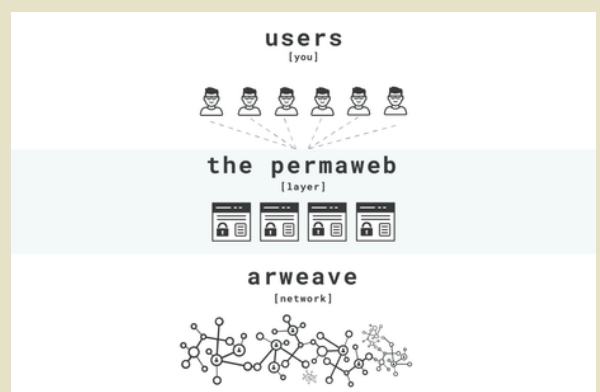 users
[you]
the permaweb
[layer]
arweave
[network]